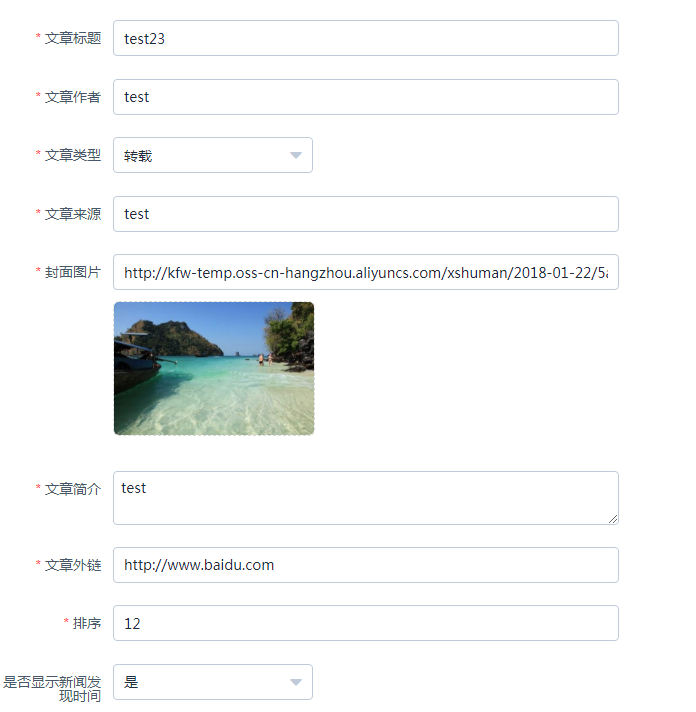 * 文章标题 test23
* 文章作者 test
* 文章类型 转载
* 文章来源 test
* 封面图片 http://kfw-temp.oss-cn-hangzhou.aliyuncs.com/xshuman/2018-01-22/5a
* 文章简介 test
* 文章外链 http://www.baidu.com
* 排序 12
是否显示新闻发 是
现时间